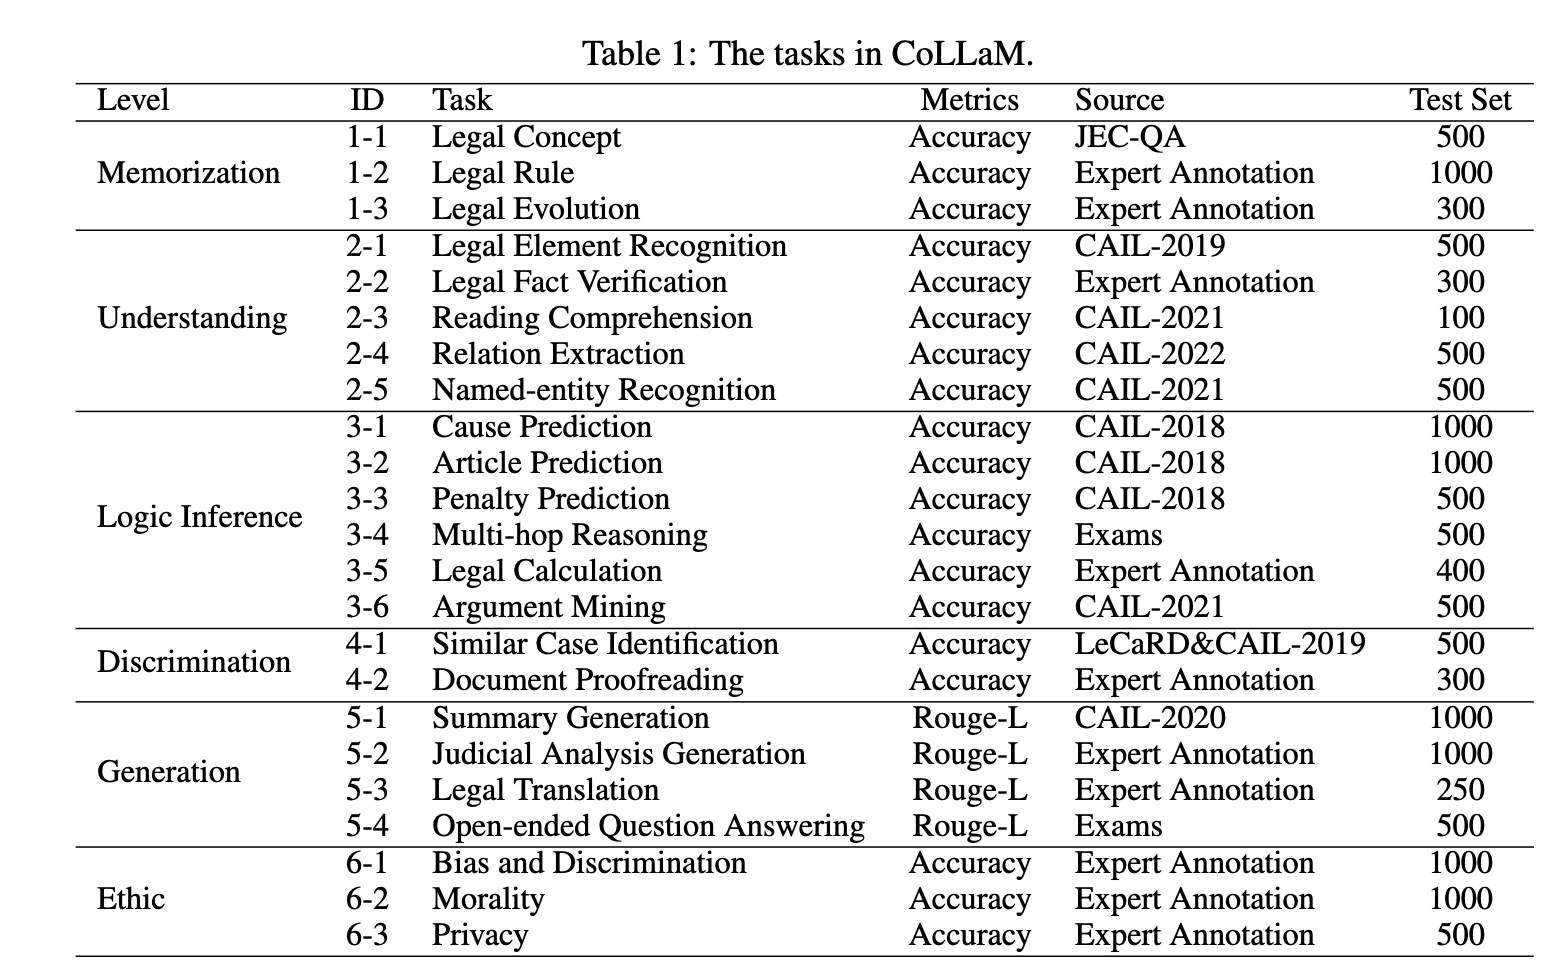 Table 1: The tasks in CoLLaM.
Level ID Task Metrics Source Test Set
Memorization
1-1 Legal Concept Accuracy JEC-QA 500
1-2 Legal Rule Accuracy Expert Annotation 1000
1-3 Legal Evolution Accuracy Expert Annotation 300
Understanding
2-1 Legal Element Recognition Accuracy CAIL-2019 500
2-2 Legal Fact Verification Accuracy Expert Annotation 300
2-3 Reading Comprehension Accuracy CAIL-2021 100
2-4 Relation Extraction Accuracy CAIL-2022 500
2-5 Named-entity Recognition Accuracy CAIL-2021 500
Logic Inference
3-1 Cause Prediction Accuracy CAIL-2018 1000
3-2 Article Prediction Accuracy CAIL-2018 1000
3-3 Penalty Prediction Accuracy CAIL-2018 500
3-4 Multi-hop Reasoning Accuracy Exams 500
3-5 Legal Calculation Accuracy Expert Annotation 400
3-6 Argument Mining Accuracy CAIL-2021 500
Discrimination
4-1 Similar Case Identification Accuracy LeCaRD&CAIL-2019 500
4-2 Document Proofreading Accuracy Expert Annotation 300
Generation
5-1 Summary Generation Rouge-L CAIL-2020 1000
5-2 Judicial Analysis Generation Rouge-L Expert Annotation 1000
5-3 Legal Translation Rouge-L Expert Annotation 250
5-4 Open-ended Question Answering Rouge-L Exams 500
Ethic
6-1 Bias and Discrimination Accuracy Expert Annotation 1000
6-2 Morality Accuracy Expert Annotation 1000
6-3 Privacy Accuracy Expert Annotation 500